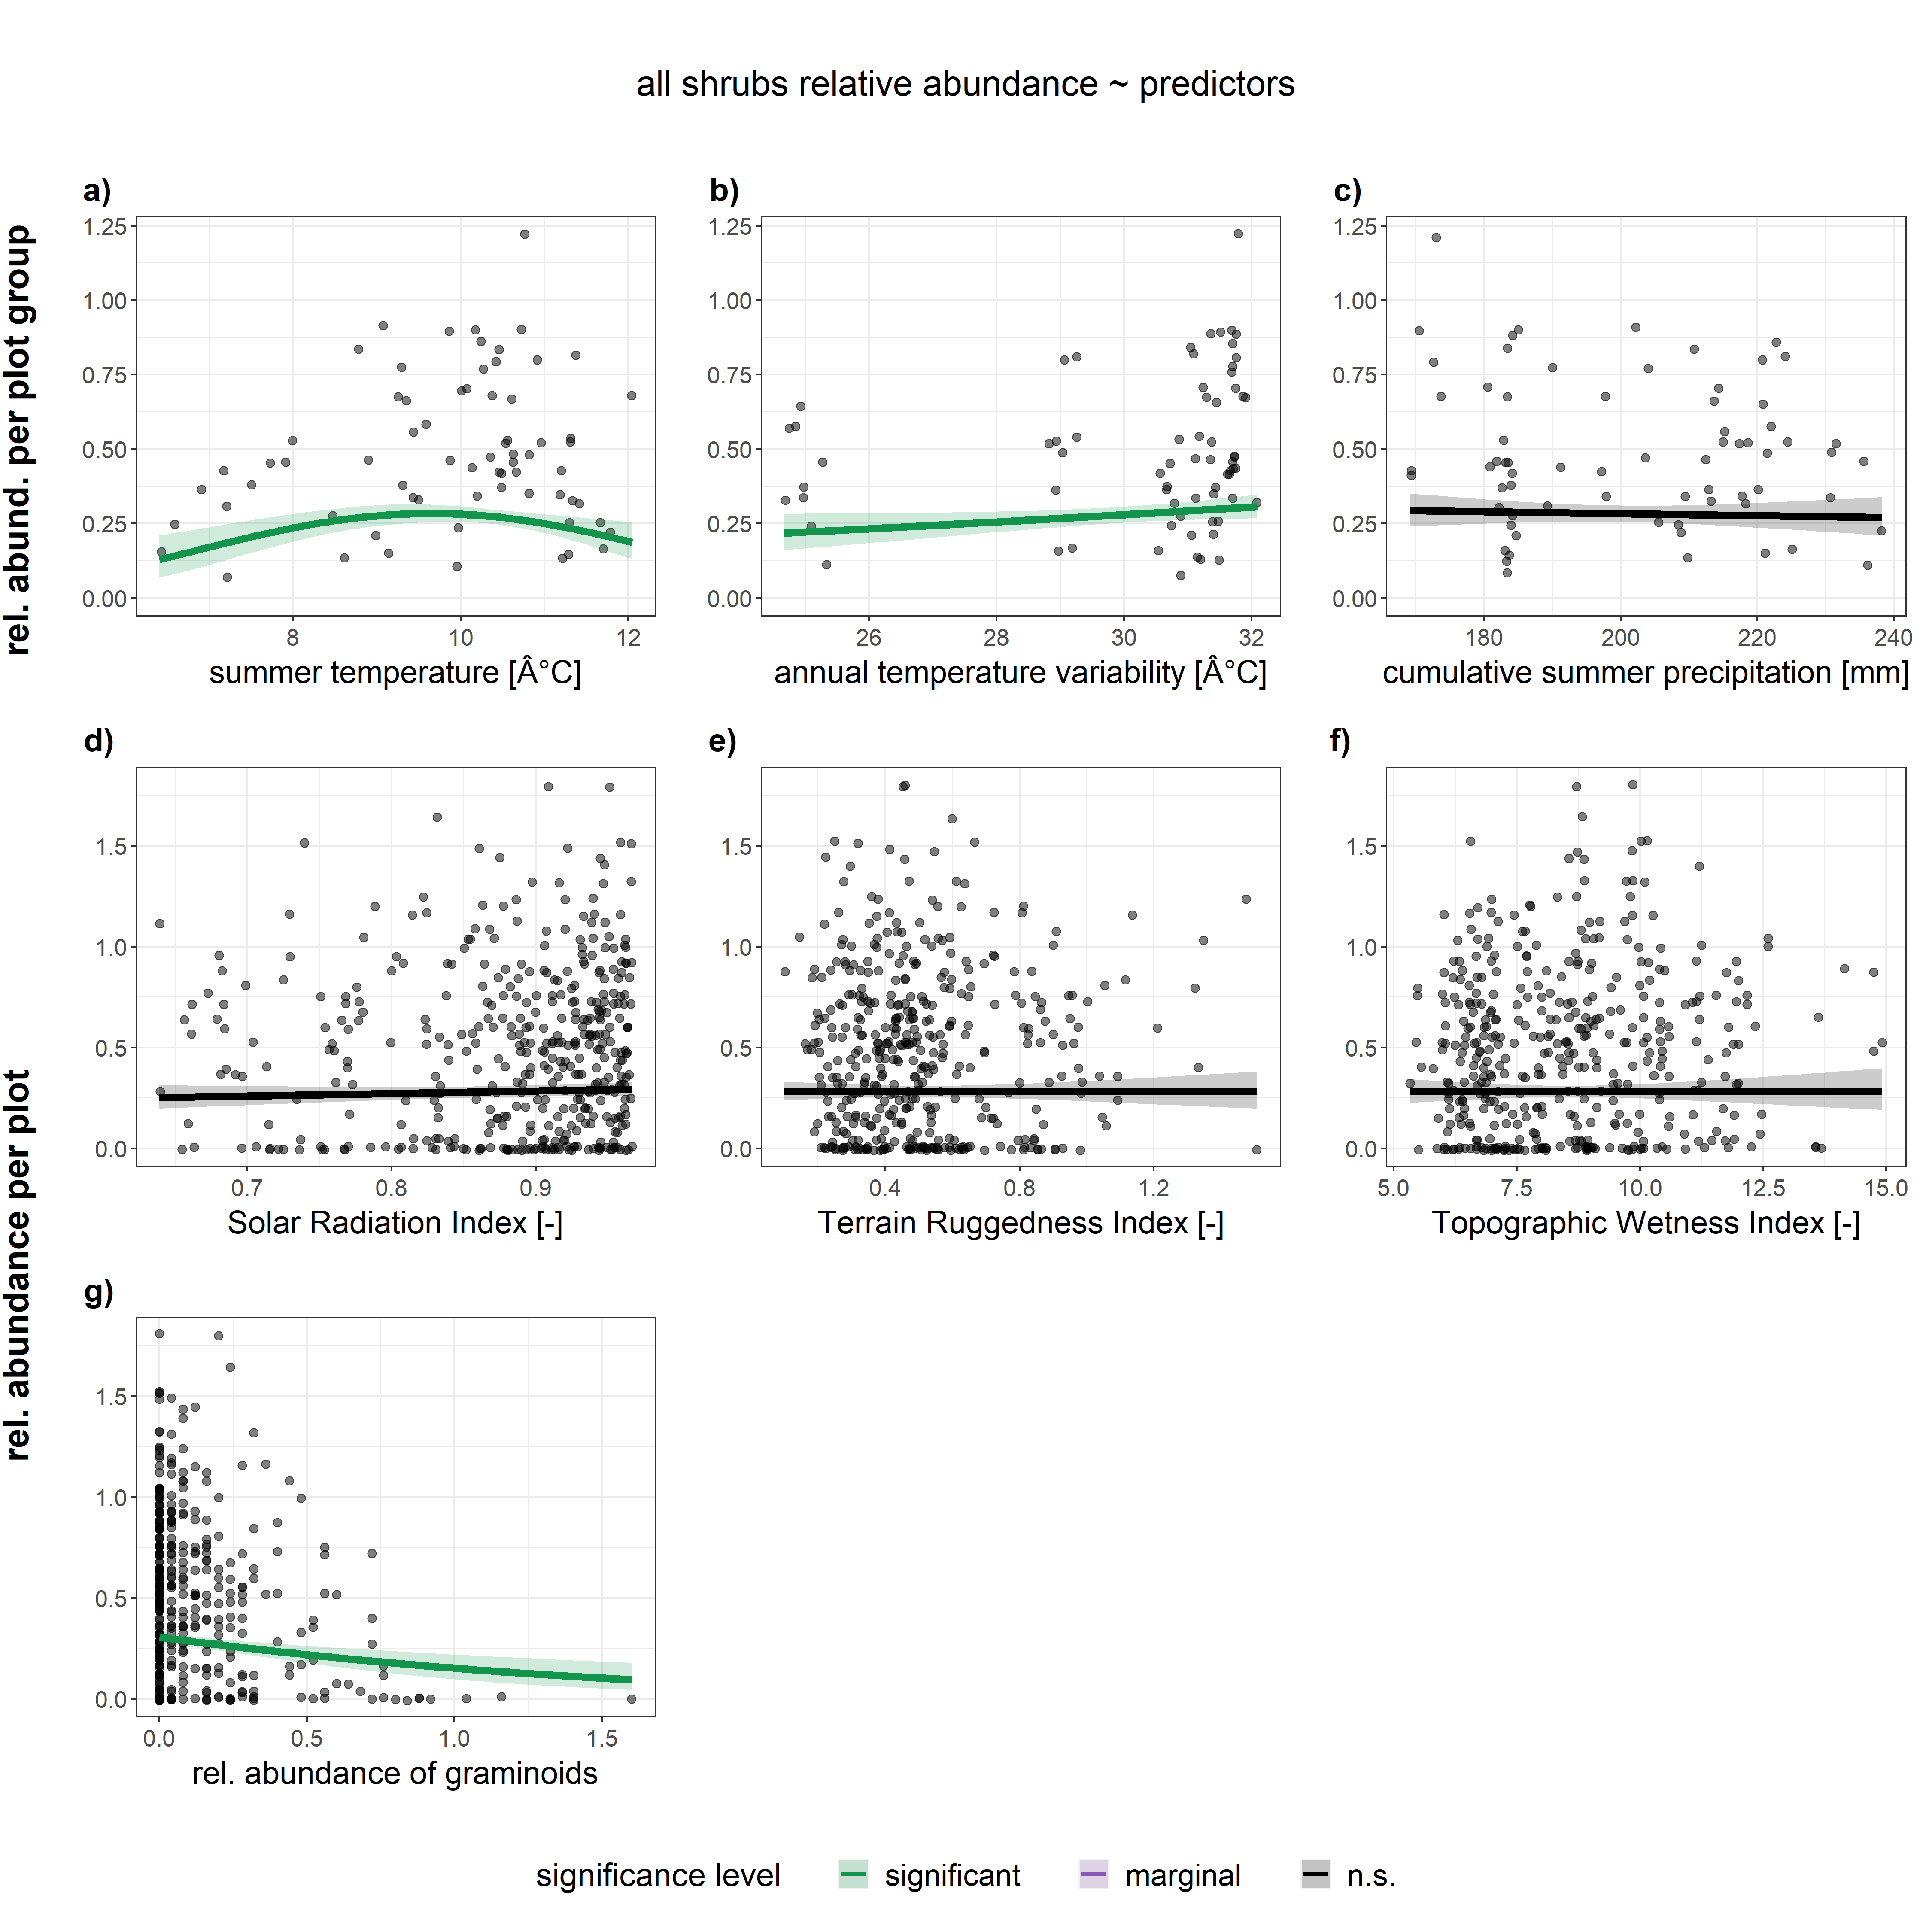 all shrubs relative abundance ~ predictors
rel. abund. per plot group
a)
1.25
1.00
0.75
0.50
0.25
0.00
8 10 12
summer temperature [Â°C]
b)
1.25
1.00
0.75
0.50
0.25
0.00
26 28 30 32
annual temperature variability [Â°C]
c)
1.25
1.00
0.75
0.50
0.25
0.00
180 200 220 240
cumulative summer precipitation [mm]
rel. abundance per plot
d)
1.5
1.0
0.5
0.0
0.7 0.8 0.9
Solar Radiation Index [-]
e)
1.5
1.0
0.5
0.0
0.4 0.8 1.2
Terrain Ruggedness Index [-]
f)
1.5
1.0
0.5
0.0
5.0 7.5 10.0 12.5 15.0
Topographic Wetness Index [-]
g)
1.5
1.0
0.5
0.0
0.0 0.5 1.0 1.5
rel. abundance of graminoids
significance level significant marginal n.s.